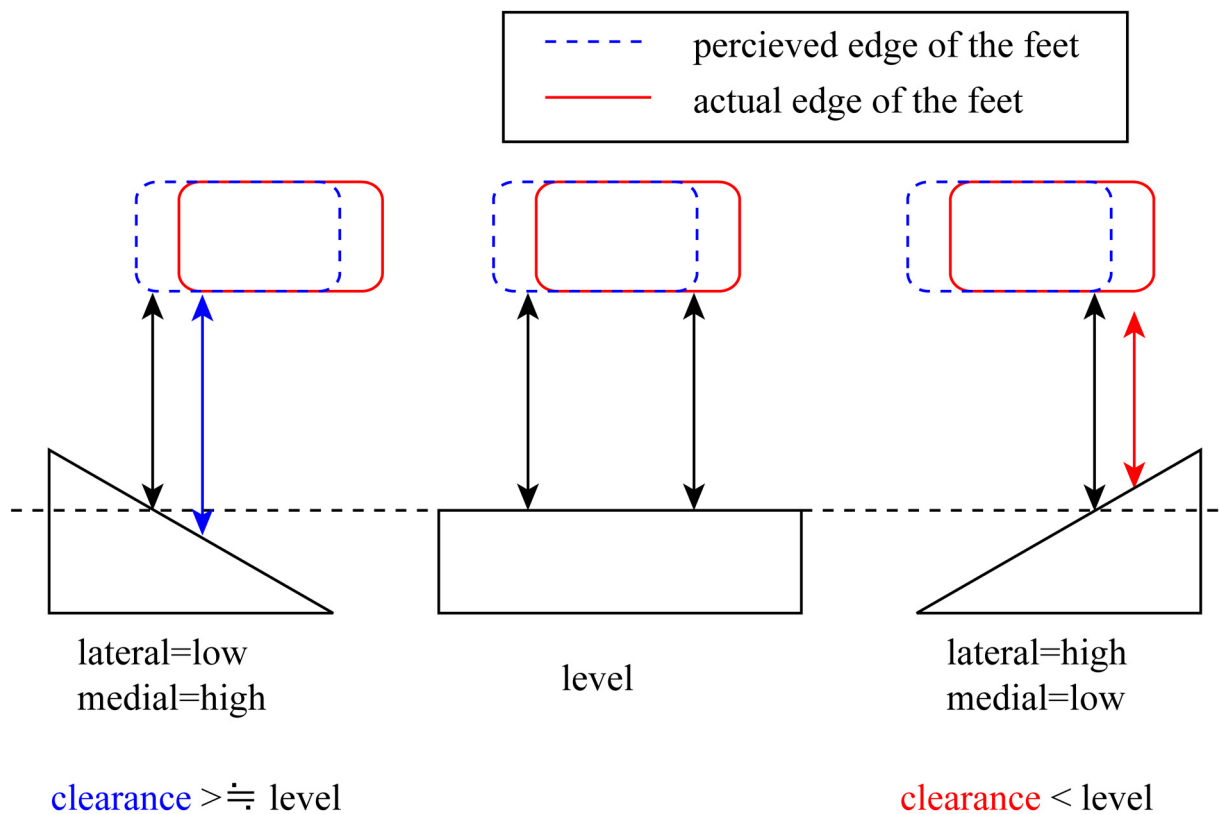 percieved edge of the feet
actual edge of the feet
lateral=low
medial=high
level
lateral=high
medial=low
clearance >≒ level
clearance < level